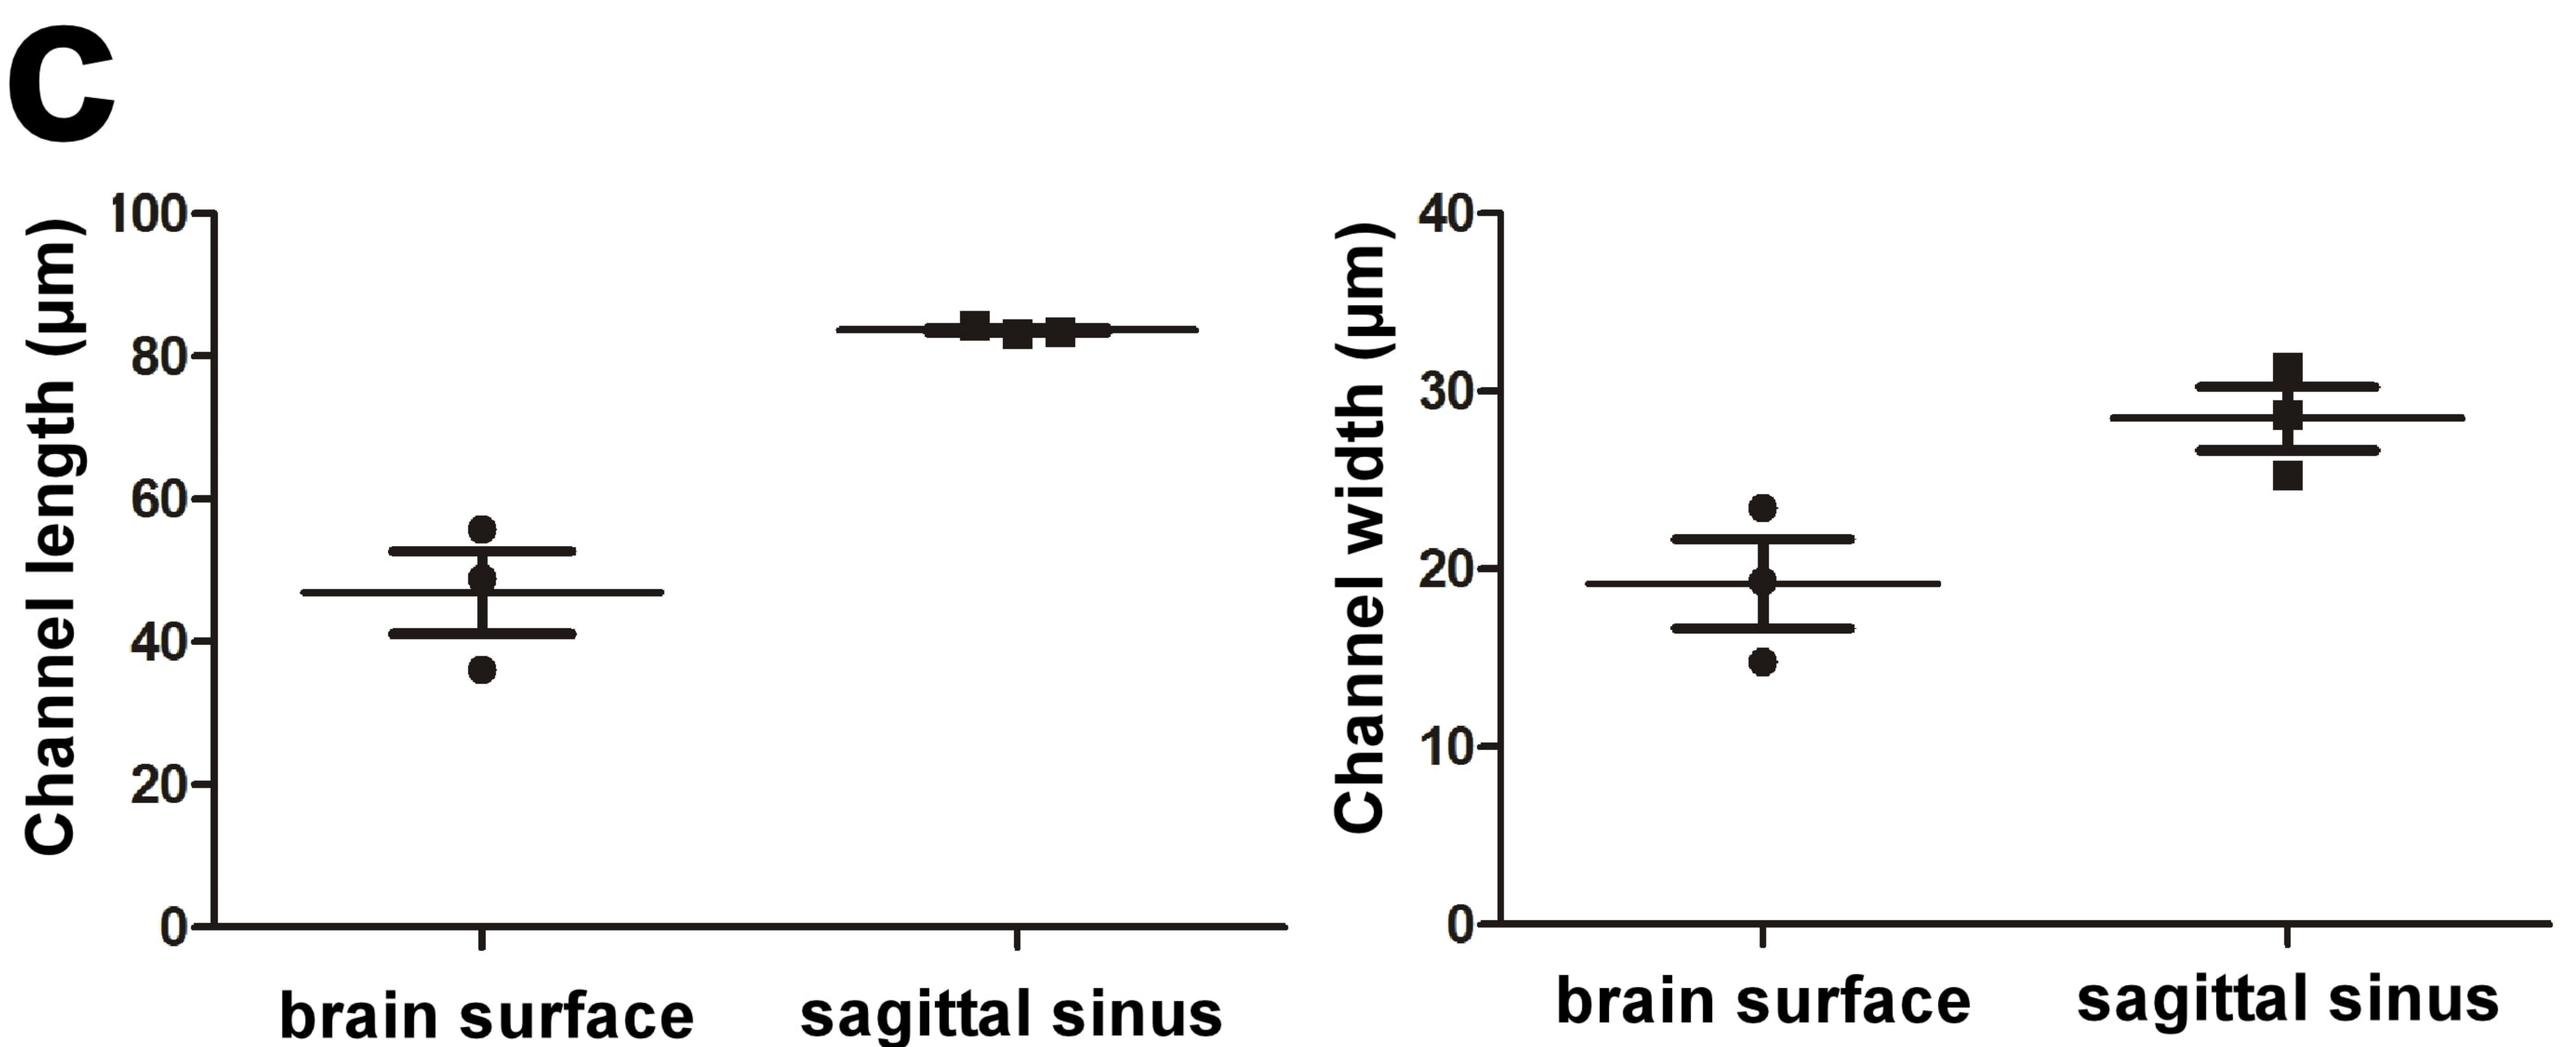 C
Channel length (µm)
100
80
60
40
20
0
brain surface
sagittal sinus
Channel width (µm)
40
30
20
10
0
brain surface
sagittal sinus